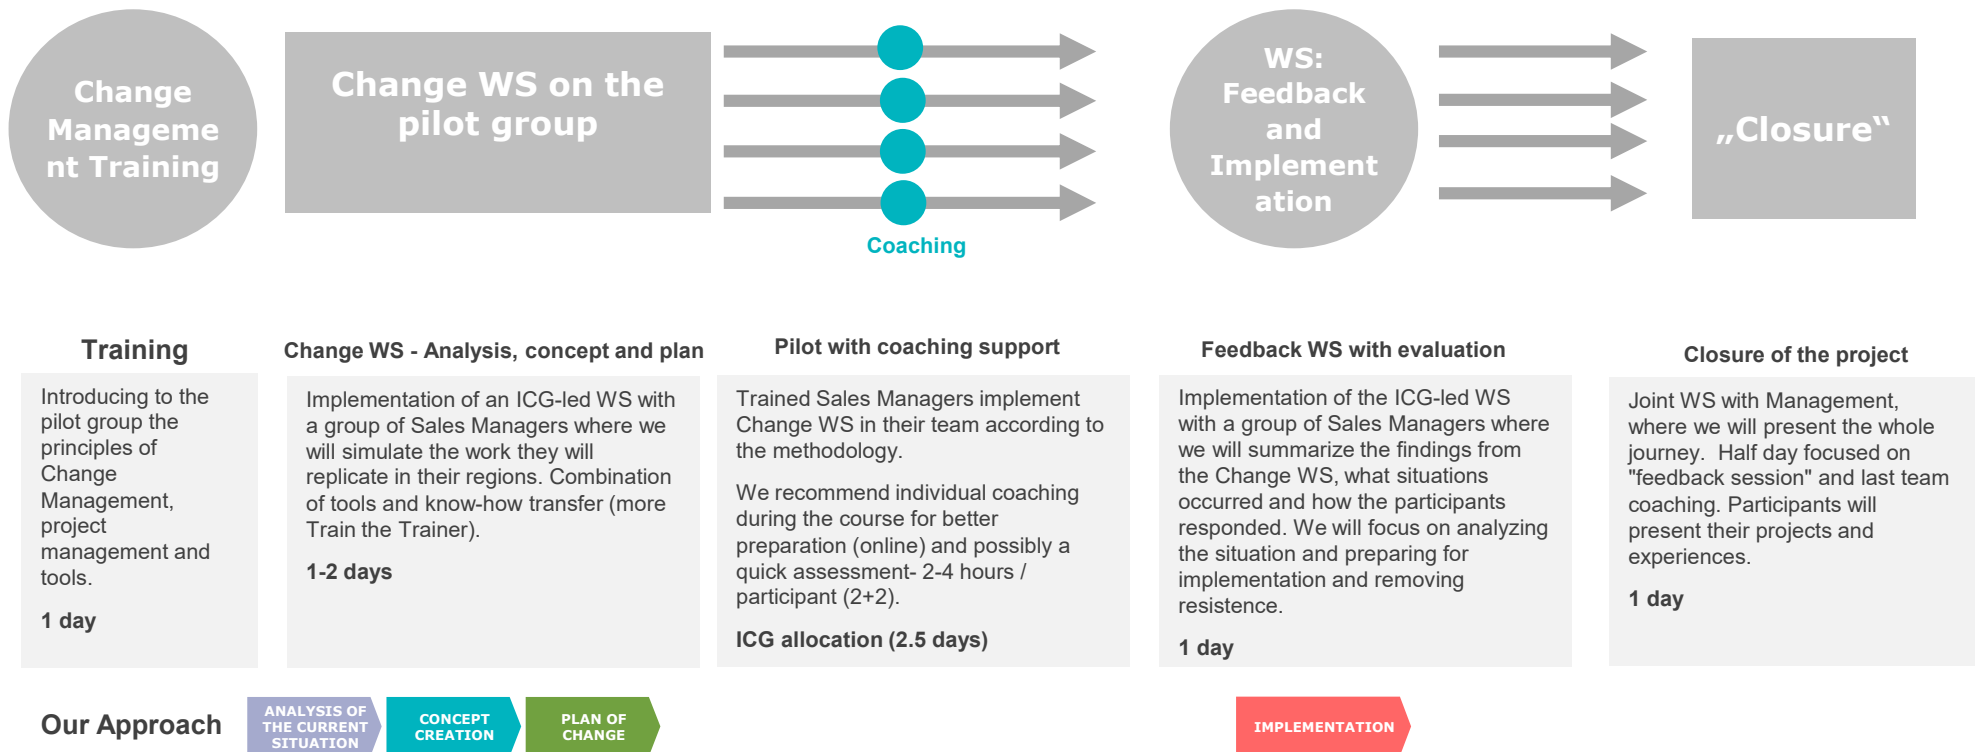 Change
Manageme
nt Training
Change WS on the
pilot group
Coaching
WS:
Feedback
and
Implement
ation
„Closure“
Training
Introducing to the
pilot group the
principles of
Change
Management,
project
management and
tools.
1 day
Change WS - Analysis, concept and plan
Implementation of an ICG-led WS with
a group of Sales Managers where we
will simulate the work they will
replicate in their regions. Combination
of tools and know-how transfer (more
Train the Trainer).
1-2 days
Pilot with coaching support
Trained Sales Managers implement
Change WS in their team according to
the methodology.
We recommend individual coaching
during the course for better
preparation (online) and possibly a
quick assessment- 2-4 hours /
participant (2+2).
ICG allocation (2.5 days)
Feedback WS with evaluation
Implementation of the ICG-led WS
with a group of Sales Managers where
we will summarize the findings from
the Change WS, what situations
occurred and how the participants
responded. We will focus on analyzing
the situation and preparing for
implementation and removing
resistence.
1 day
Closure of the project
Joint WS with Management,
where we will present the whole
journey.  Half day focused on
"feedback session" and last team
coaching. Participants will
present their projects and
experiences.
1 day
Our Approach
ANALYSIS OF
THE CURRENT
SITUATION
CONCEPT
CREATION
PLAN OF
CHANGE
IMPLEMENTATION